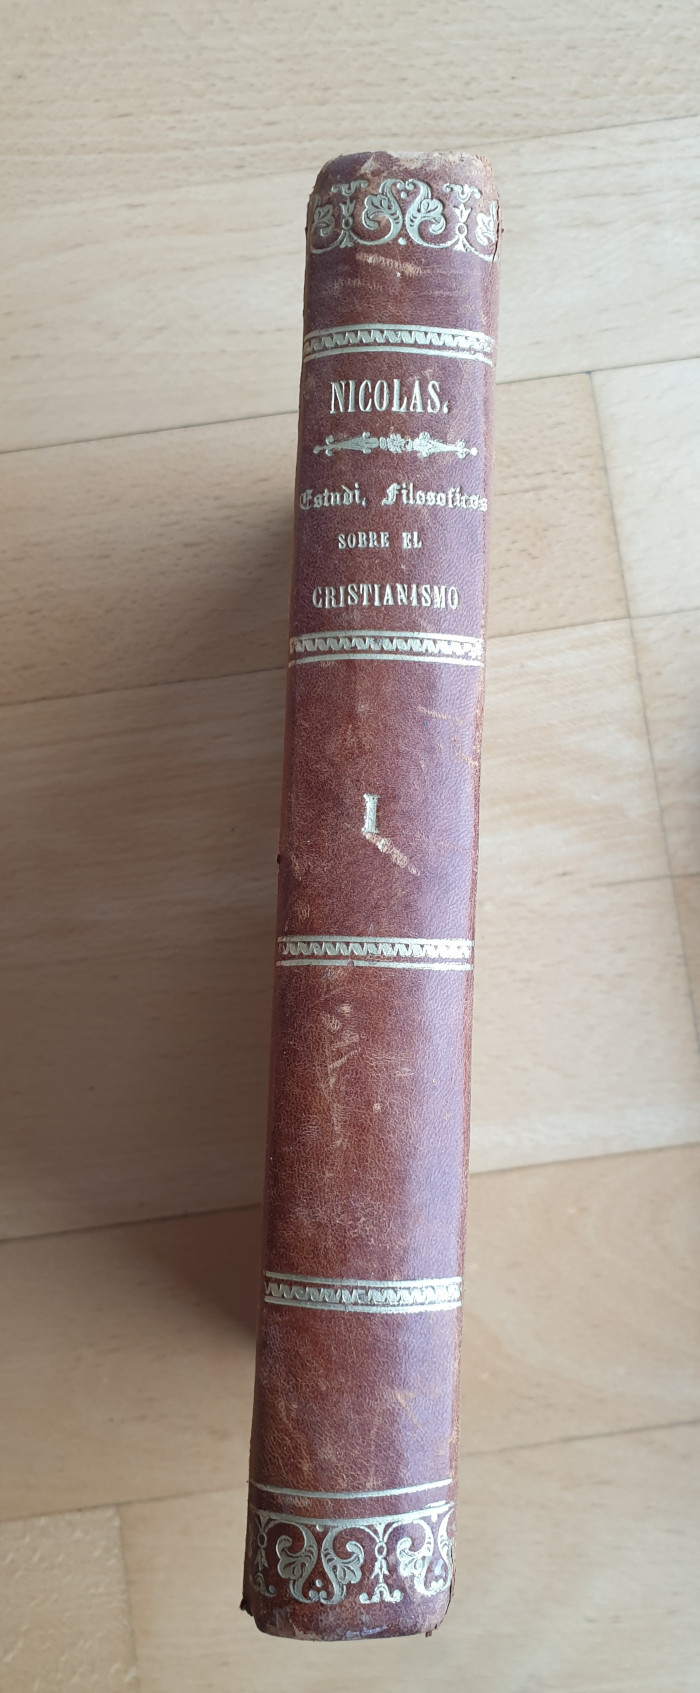 NICOLAS.
Estudi. Filosoficos
SOBRE EL
CRISTIANISMO
I